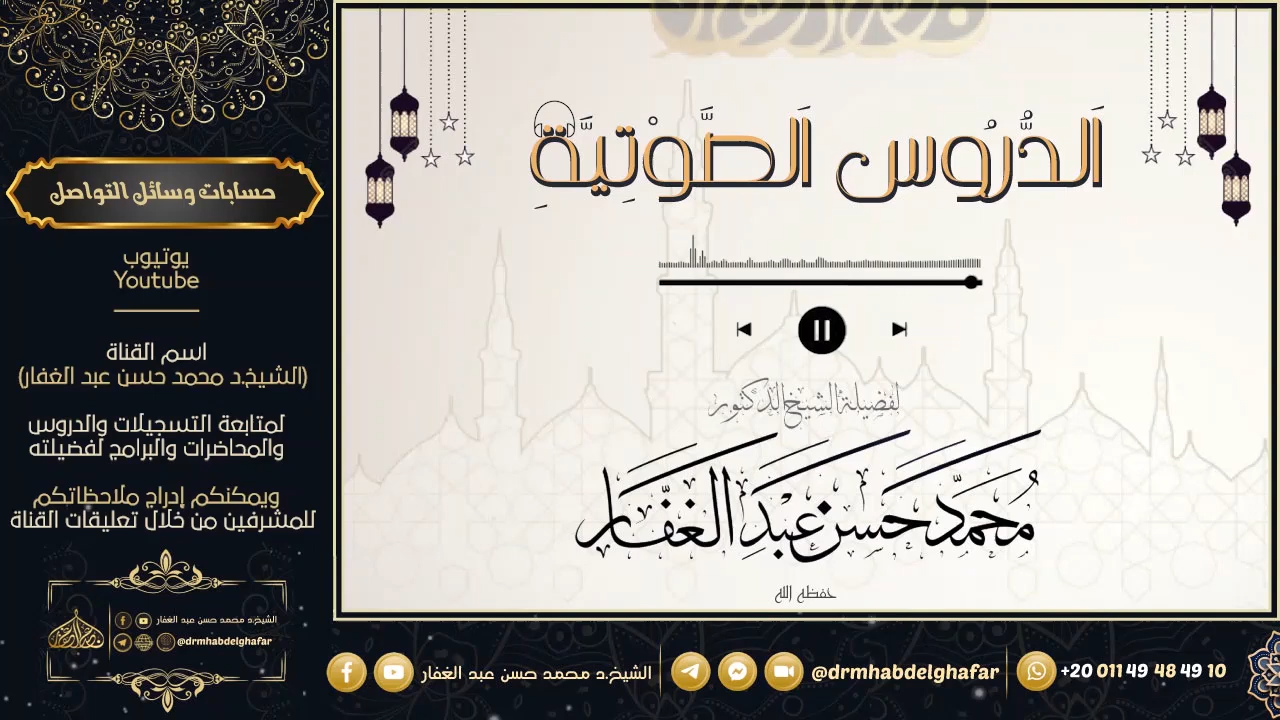 الدُّرُوس الصَّوْتِيَّةِ
لفضيلة الشيخ الدكتور
مُحَمَّد حَسَن عَبدِ الغَفَّار
حفظه الله
حسابات وسائل التواصل
يوتيوب
Youtube
اسم القناة
(الشيخ.د محمد حسن عبد الغفار)
لمتابعة التسجيلات والدروس
والمحاضرات والبرامج لفضيلته
ويمكنكم إدراج ملاحظاتكم
للمشرفين من خلال تعليقات القناة
الشيخ.د محمد حسن عبد الغفار
@drmhabdelghafar
الشيخ.د محمد حسن عبد الغفار
@drmhabdelghafar
+20 011 49 48 49 10